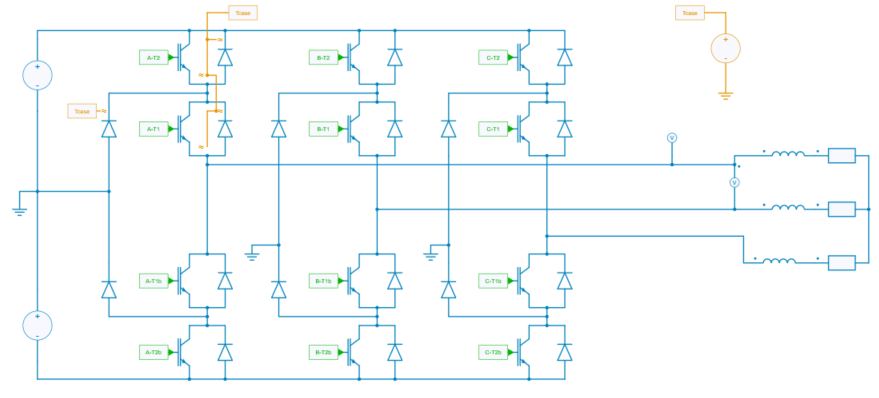 Tcase
Tcase
A-T2
B-T2
C-T2
Tcase
A-T1
B-T1
C-T1
V
V
A-T1b
B-T1b
C-T1b
A-T2b
B-T2b
C-T2b